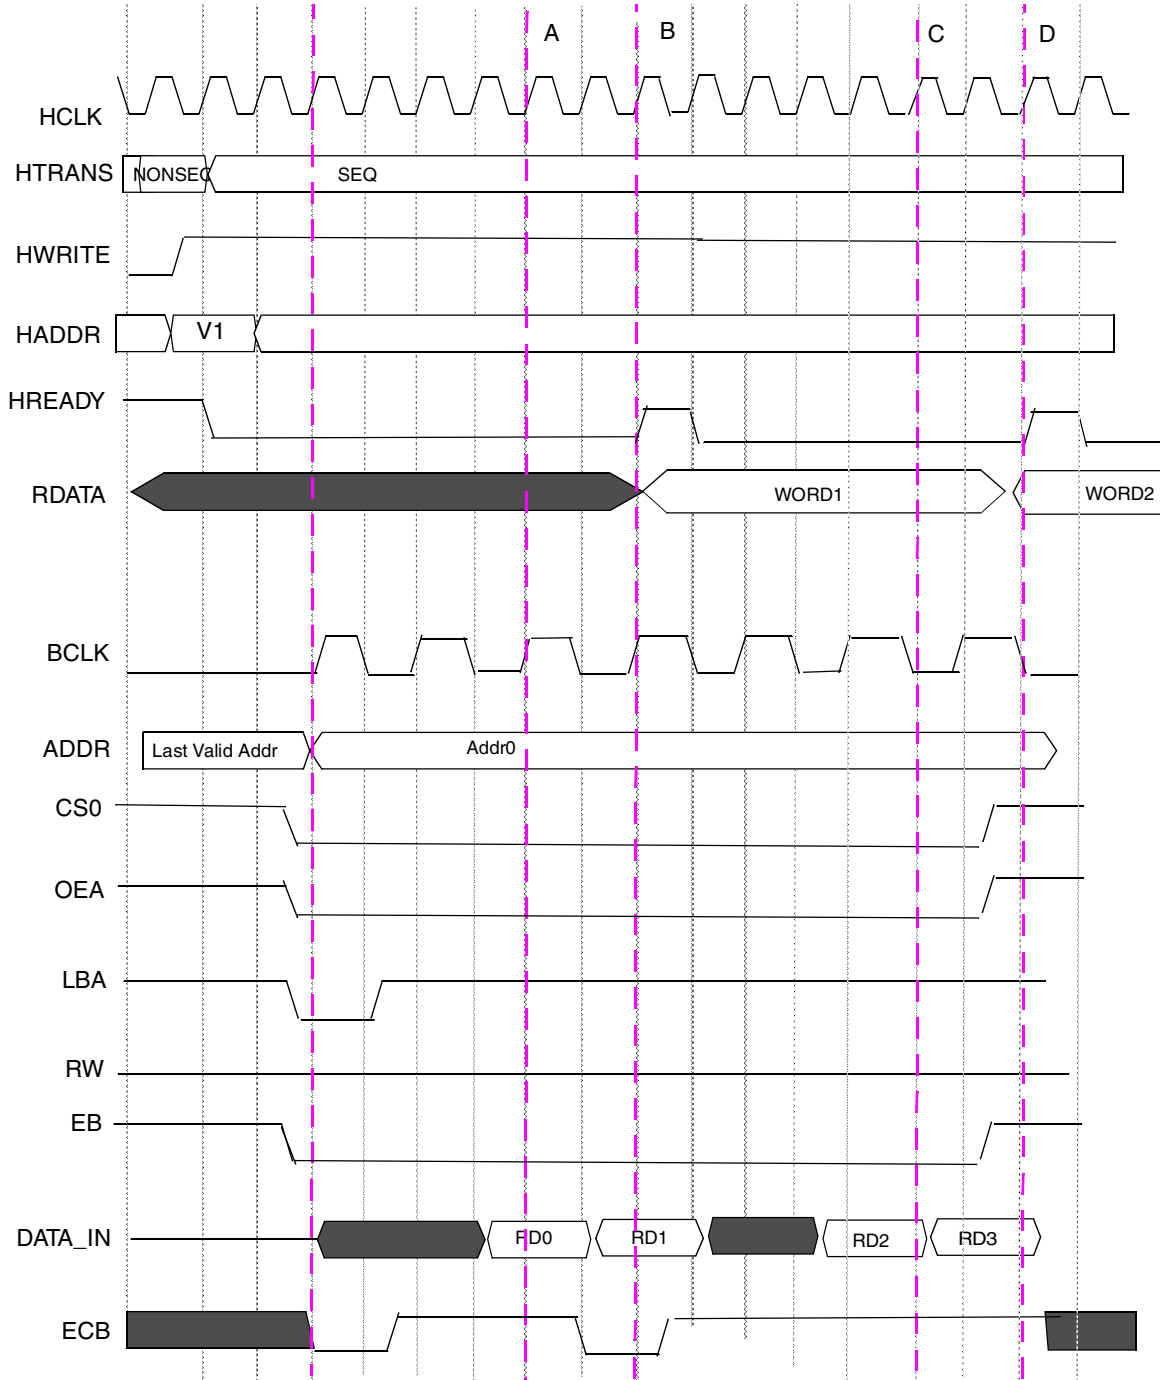 A B C D
HCLK
HTRANS NONSEQ SEQ
HWRITE
HADDR V1
HREADY
RDATA WORD1 WORD2
BCLK
ADDR Last Valid Addr Addr0
CS0
OEA
LBA
RW
EB
DATA_IN RD0 RD1 RD2 RD3
ECB